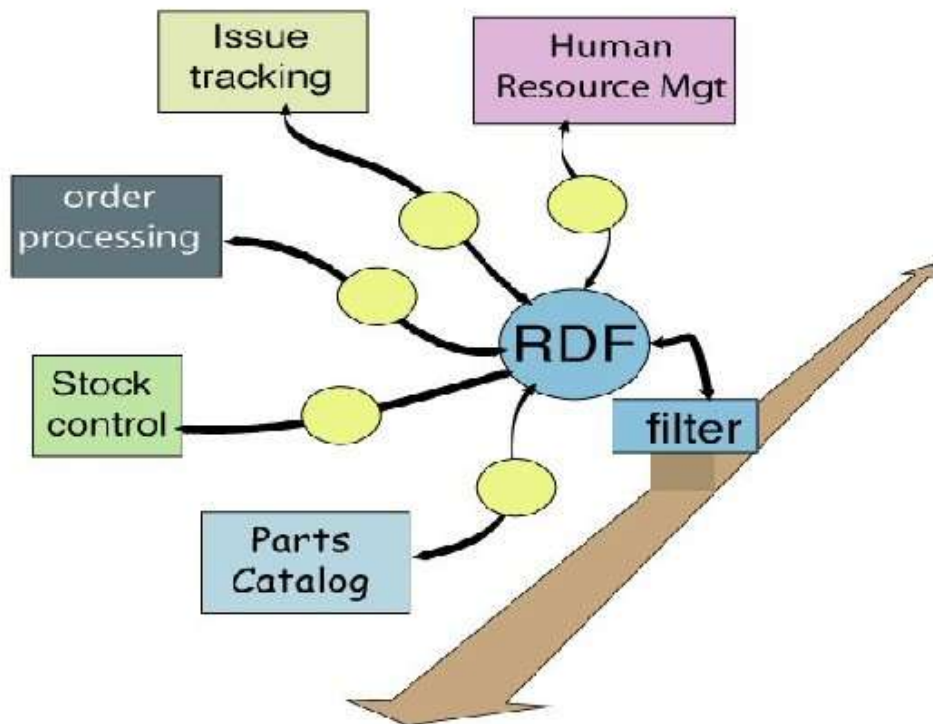 Issue
tracking
Human
Resource Mgt
order
processing
RDF
Stock
control
filter
Parts
Catalog